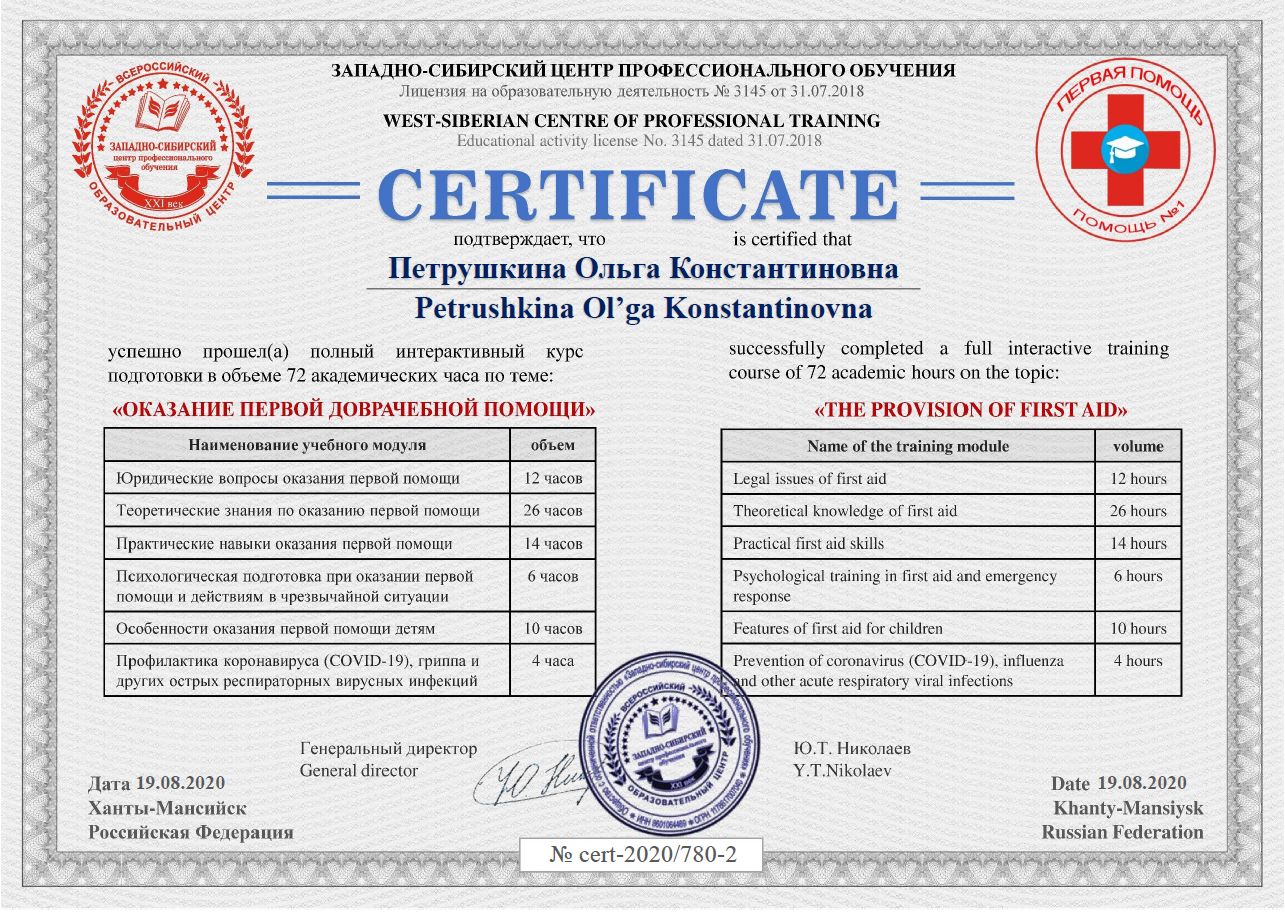 ЗАПАДНО-СИБИРСКИЙ ЦЕНТР ПРОФЕССИОНАЛЬНОГО ОБУЧЕНИЯ
Лицензия на образовательную деятельность № 3145 от 31.07.2018
WEST-SIBERIAN CENTRE OF PROFESSIONAL TRAINING
Educational activity license No. 3145 dated 31.07.2018
ВСЕРОССИЙСКИЙ
ЗАПАДНО-СИБИРСКИЙ
центр профессионального
обучения
XXI век
ОБРАЗОВАТЕЛЬНЫЙ ЦЕНТР
ПЕРВАЯ ПОМОЩЬ
ПОМОЩЬ №1
CERTIFICATE
подтверждает, что
is certified that
Петрушкина Ольга Константиновна
Petrushkina Ol’ga Konstantinovna
успешно прошел(а) полный интерактивный курс
подготовки в объеме 72 академических часа по теме:
«ОКАЗАНИЕ ПЕРВОЙ ДОВРАЧЕБНОЙ ПОМОЩИ»
Наименование учебного модуля объем
Юридические вопросы оказания первой помощи 12 часов
Теоретические знания по оказанию первой помощи 26 часов
Практические навыки оказания первой помощи 14 часов
Психологическая подготовка при оказании первой 6 часов
помощи и действиям в чрезвычайной ситуации
Особенности оказания первой помощи детям 10 часов
Профилактика коронавируса (COVID-19), гриппа и 4 часа
других острых респираторных вирусных инфекций
successfully completed a full interactive training
course of 72 academic hours on the topic:
«THE PROVISION OF FIRST AID»
Name of the training module volume
Legal issues of first aid 12 hours
Theoretical knowledge of first aid 26 hours
Practical first aid skills 14 hours
Psychological training in first aid and emergency 6 hours
response
Features of first aid for children 10 hours
Prevention of coronavirus (COVID-19), influenza 4 hours
and other acute respiratory viral infections
Генеральный директор
General director
Ю.Т. Николаев
Y.T.Nikolaev
ВСЕРОССИЙСКИЙ
ЗАПАДНО-СИБИРСКИЙ
центр профессионального
обучения
XXI век
ОБРАЗОВАТЕЛЬНЫЙ ЦЕНТР
Дата 19.08.2020
Ханты-Мансийск
Российская Федерация
Date 19.08.2020
Khanty-Mansiysk
Russian Federation
№ cert-2020/780-2